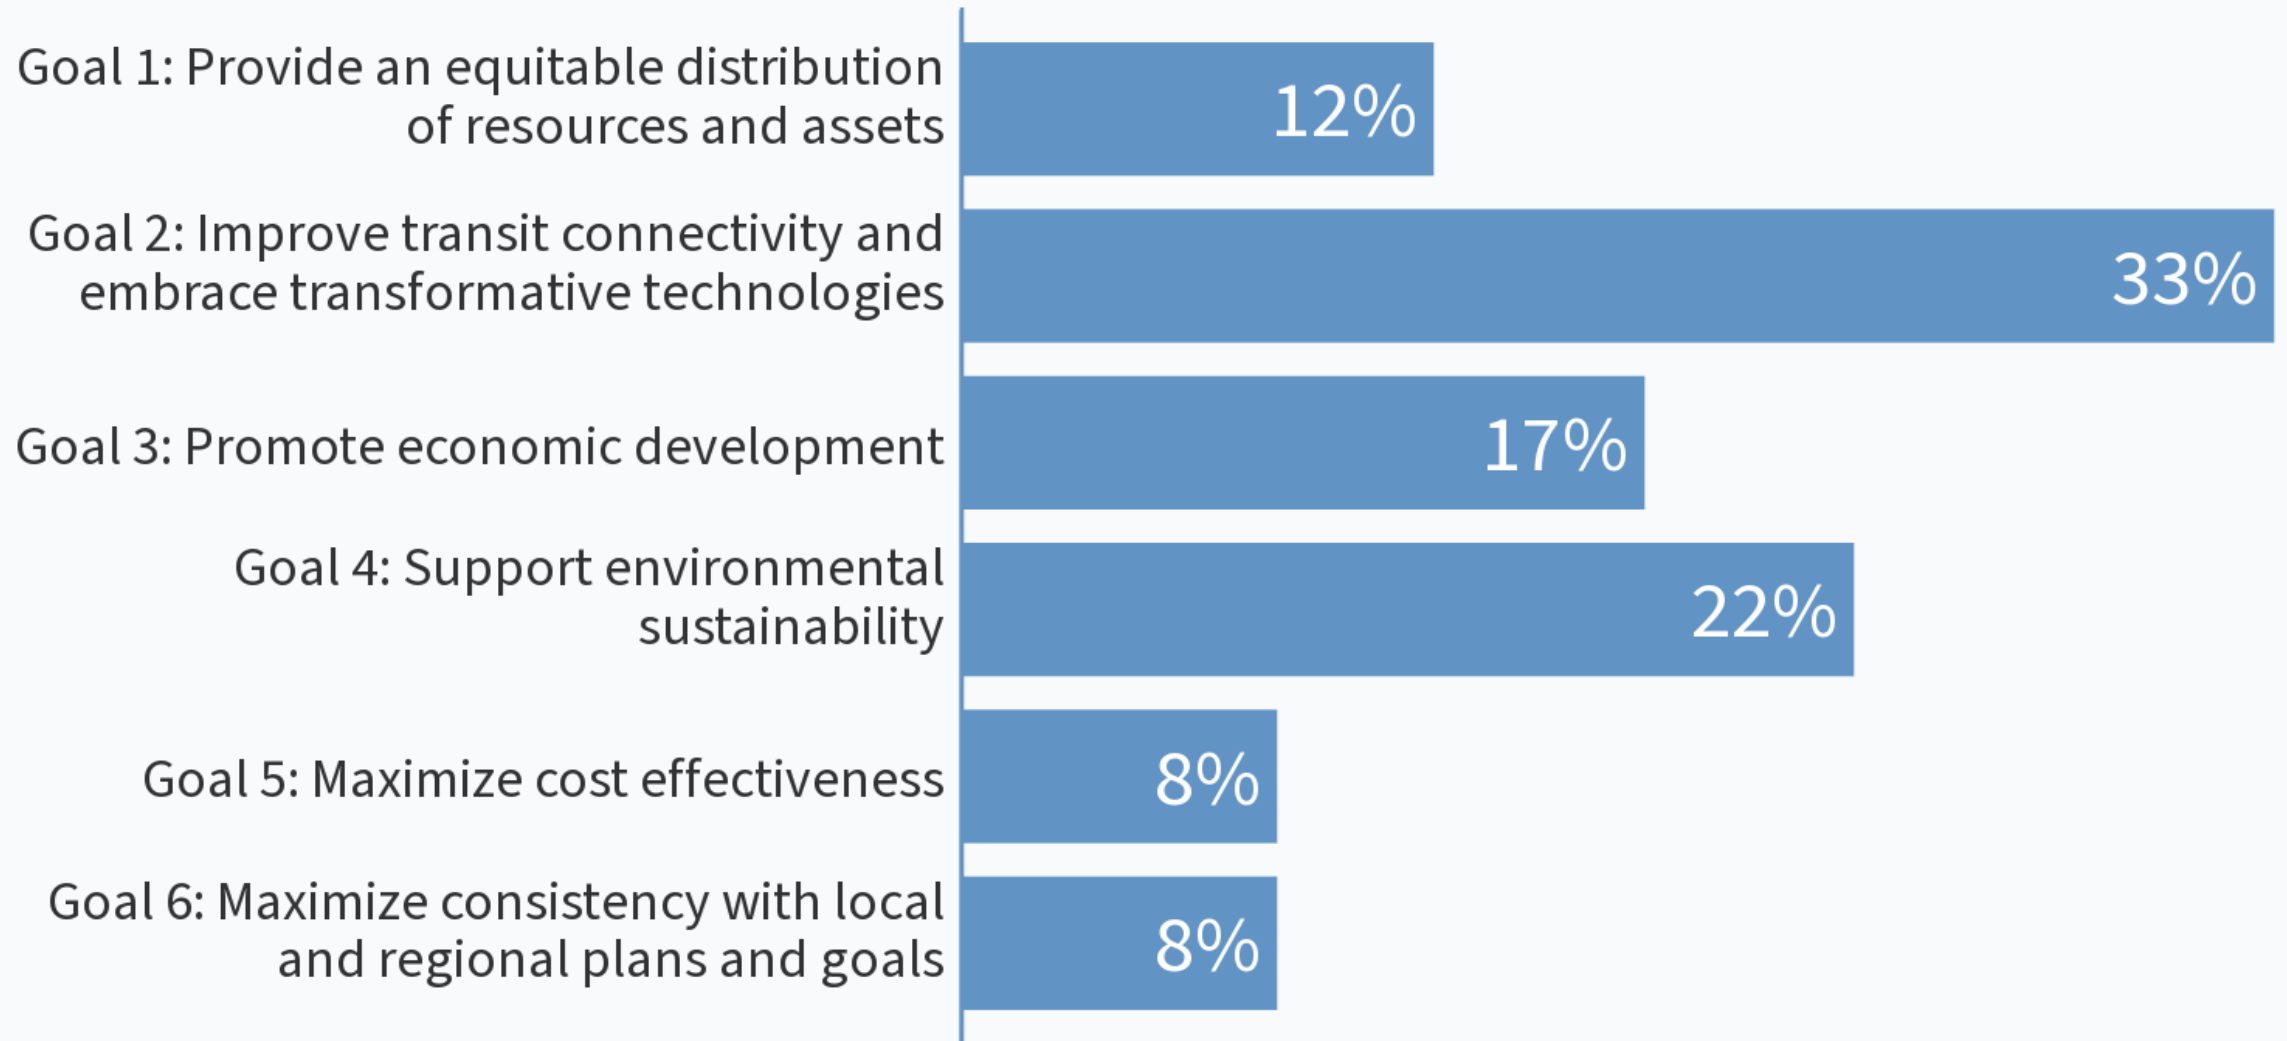 Goal 1: Provide an equitable distribution
of resources and assets
12%
Goal 2: Improve transit connectivity and
embrace transformative technologies
33%
Goal 3: Promote economic development
17%
Goal 4: Support environmental
sustainability
22%
Goal 5: Maximize cost effectiveness
8%
Goal 6: Maximize consistency with local
and regional plans and goals
8%